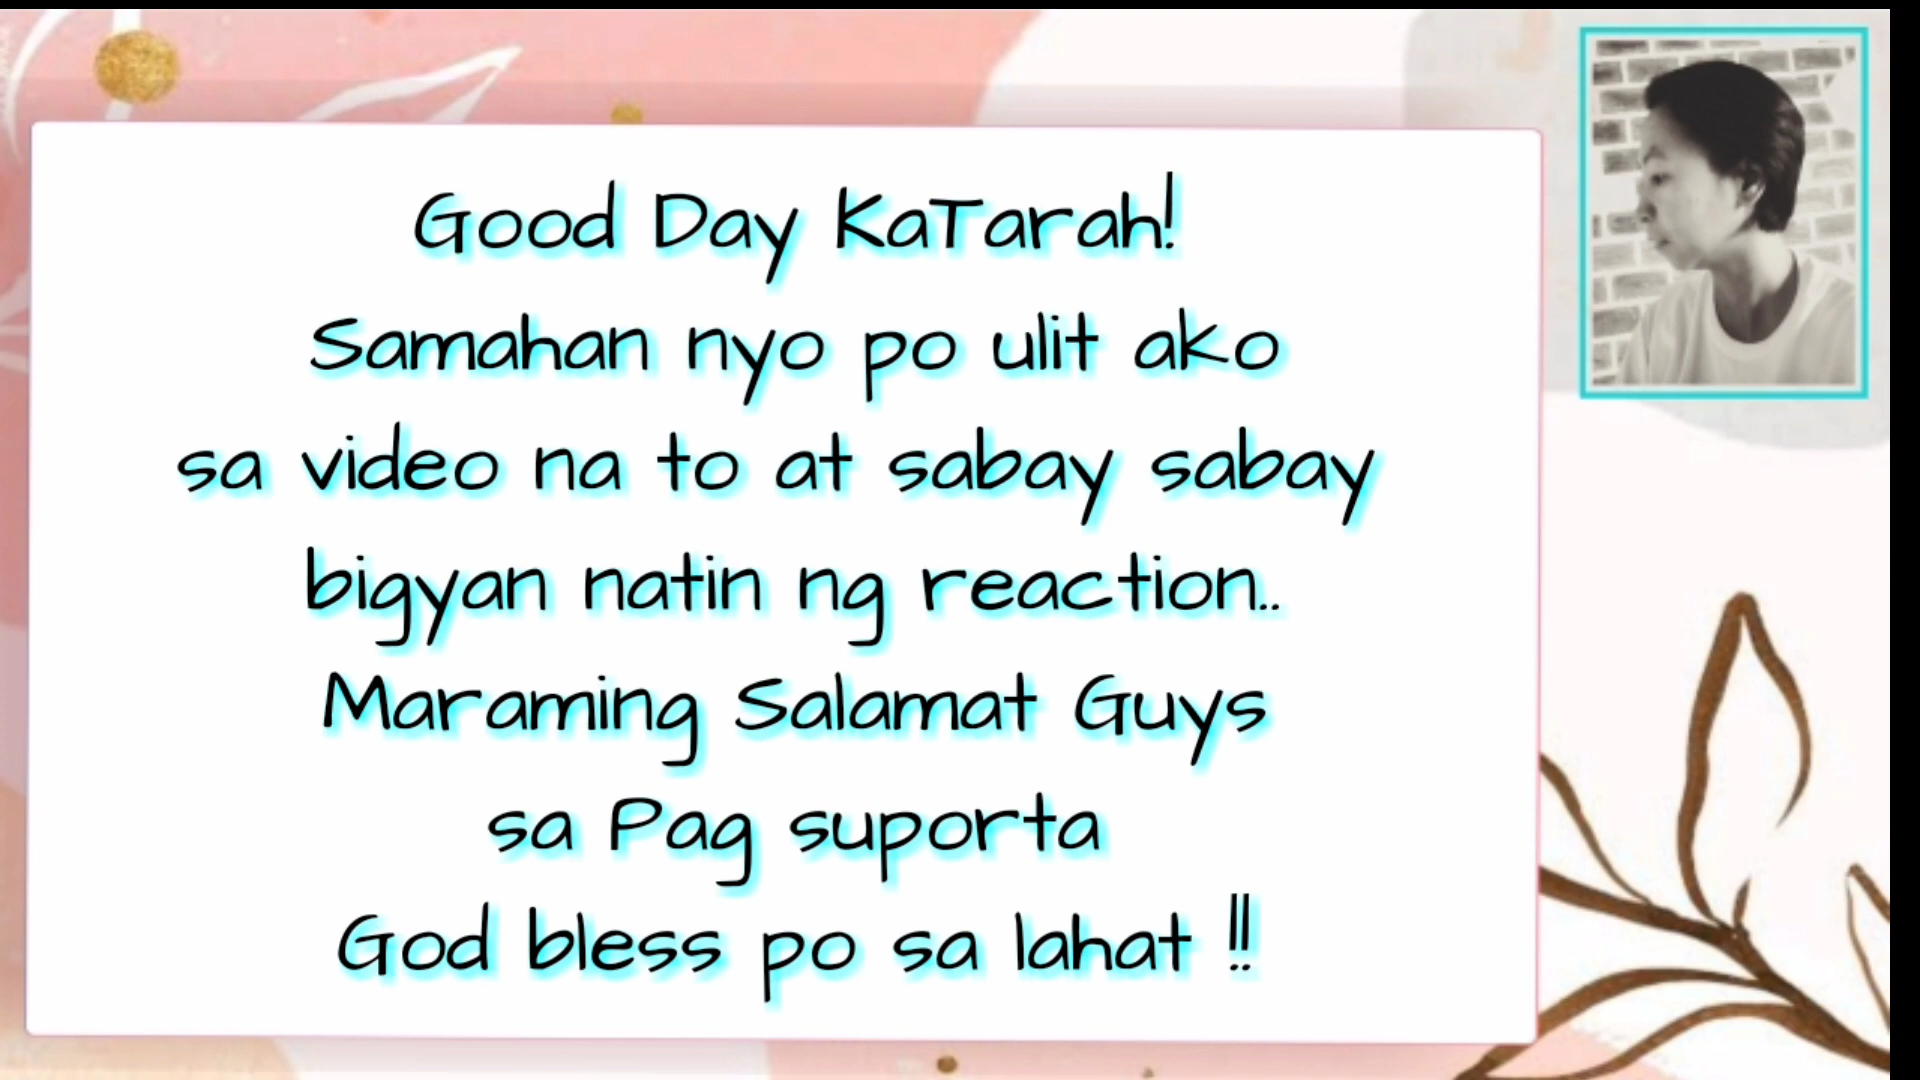 Good Day KaTarah!
Samahan nyo po ulit ako
sa video na to at sabay sabay
bigyan natin ng reaction..
Maraming Salamat Guys
sa Pag suporta
God bless po sa lahat !!